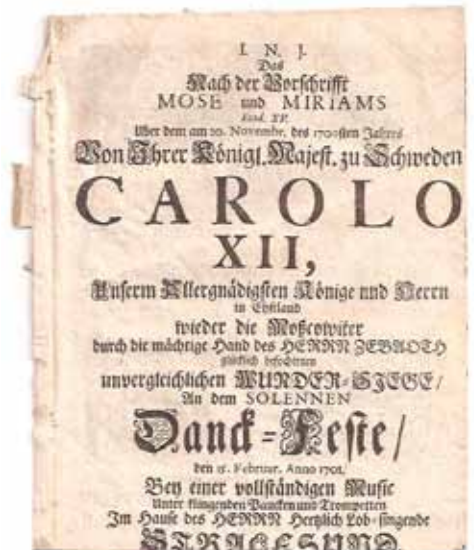 I. N. J.
Das
Nach der Vorschrifft
MOSE und MIRIAMS
Exod. XV.
Uber dem am 20. Novembr. des 1700sten Jahres
Von Ihrer Königl. Majest. zu Schweden
CAROLO
XII,
Unserm Allergnädigsten Könige und Herrn
in Ehstland
wieder die Moßcowiter
durch die mächtige Hand des HERRN ZEBAOTH
glücklich befochtenen
unvergleichlichen WUNDER-SIEGE/
An dem SOLENNEN
Danck-Feste/
den Februar. Anno 1701.
Bey einer vollständigen Music
Unter klingenden Paucken und Trompetten
Im Hause des HERRN Hertzlich Lob-singende
STRALESUND